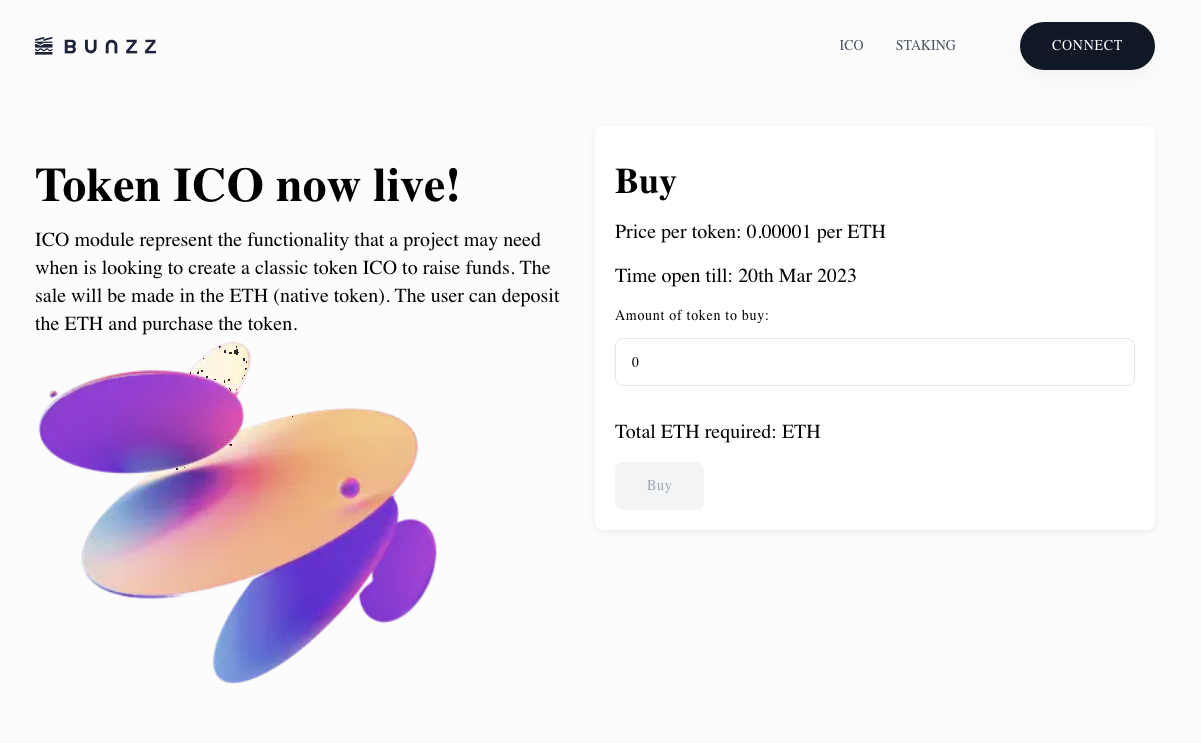 BUNZZ
ICO
STAKING
CONNECT
Token ICO now live!
ICO module represent the functionality that a project may need
when is looking to create a classic token ICO to raise funds. The
sale will be made in the ETH (native token). The user can deposit
the ETH and purchase the token.
Buy
Price per token: 0.00001 per ETH
Time open till: 20th Mar 2023
Amount of token to buy:
0
Total ETH required: ETH
Buy